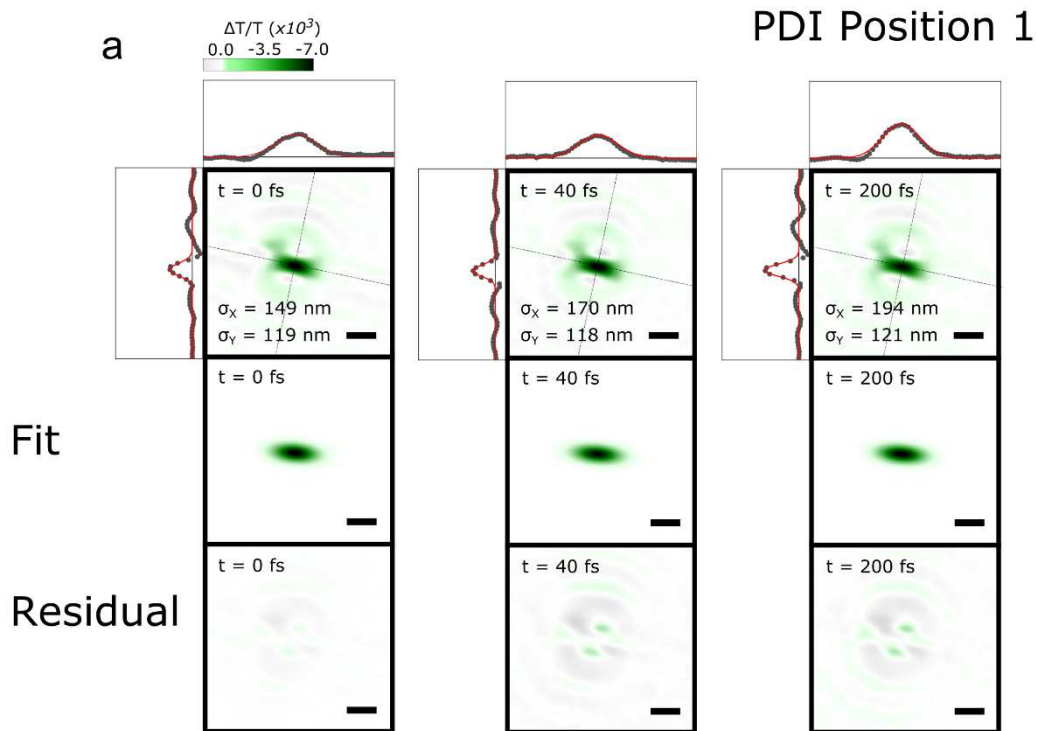 PDI Position 1
a
ΔT/T (x10³)
0.0 -3.5 -7.0
t = 0 fs
σX = 149 nm
σY = 119 nm
t = 40 fs
σX = 170 nm
σY = 118 nm
t = 200 fs
σX = 194 nm
σY = 121 nm
Fit
t = 0 fs
t = 40 fs
t = 200 fs
Residual
t = 0 fs
t = 40 fs
t = 200 fs